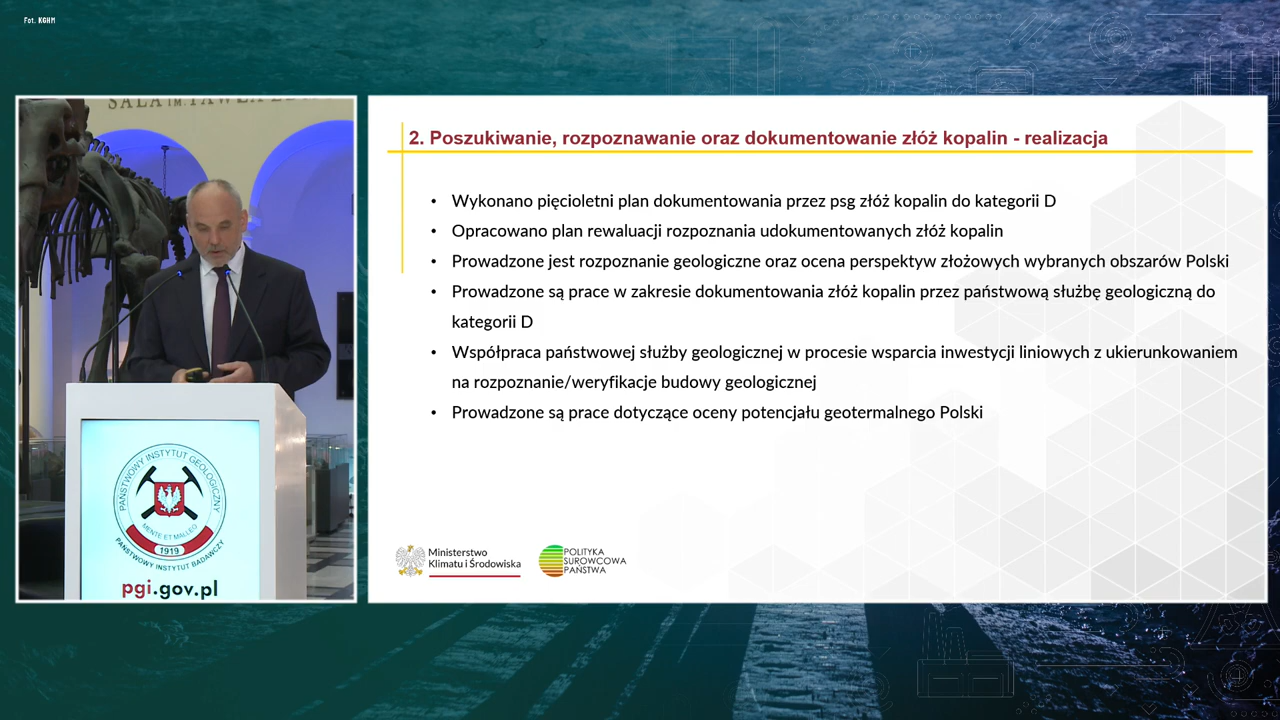 Fot. KGHM
SALA IM. PAWŁA
2. Poszukiwanie, rozpoznawanie oraz dokumentowanie złóż kopalin - realizacja
• Wykonano pięcioletni plan dokumentowania przez psg złóż kopalin do kategorii D
• Opracowano plan rewaluacji rozpoznania udokumentowanych złóż kopalin
• Prowadzone jest rozpoznanie geologiczne oraz ocena perspektyw złożowych wybranych obszarów Polski
• Prowadzone są prace w zakresie dokumentowania złóż kopalin przez państwową służbę geologiczną do
kategorii D
• Współpraca państwowej służby geologicznej w procesie wsparcia inwestycji liniowych z ukierunkowaniem
na rozpoznanie/weryfikacje budowy geologicznej
• Prowadzone są prace dotyczące oceny potencjału geotermalnego Polski
Ministerstwo
Klimatu i Środowiska
POLITYKA
SUROWCOWA
PAŃSTWA
PAŃSTWOWY INSTYTUT GEOLOGICZNY
MENTE ET MALLEO
1919
PAŃSTWOWY INSTYTUT BADAWCZY
pgi.gov.pl